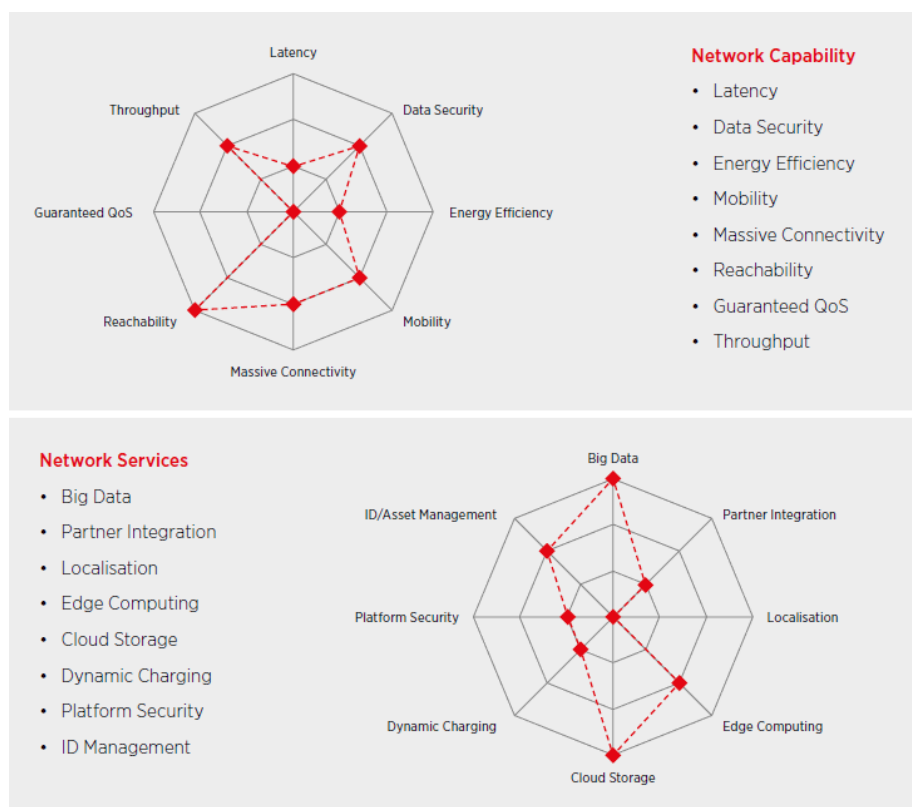 Latency
Throughput
Data Security
Guaranteed QoS
Energy Efficiency
Reachability
Mobility
Massive Connectivity
Network Capability
• Latency
• Data Security
• Energy Efficiency
• Mobility
• Massive Connectivity
• Reachability
• Guaranteed QoS
• Throughput
Network Services
• Big Data
• Partner Integration
• Localisation
• Edge Computing
• Cloud Storage
• Dynamic Charging
• Platform Security
• ID Management
Big Data
ID/Asset Management
Partner Integration
Platform Security
Localisation
Dynamic Charging
Edge Computing
Cloud Storage